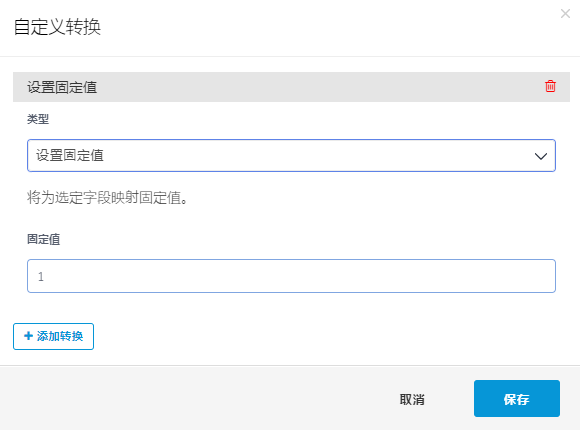 自定义转换
设置固定值
类型
设置固定值
将为选定字段映射固定值。
固定值
1
+ 添加转换
取消
保存